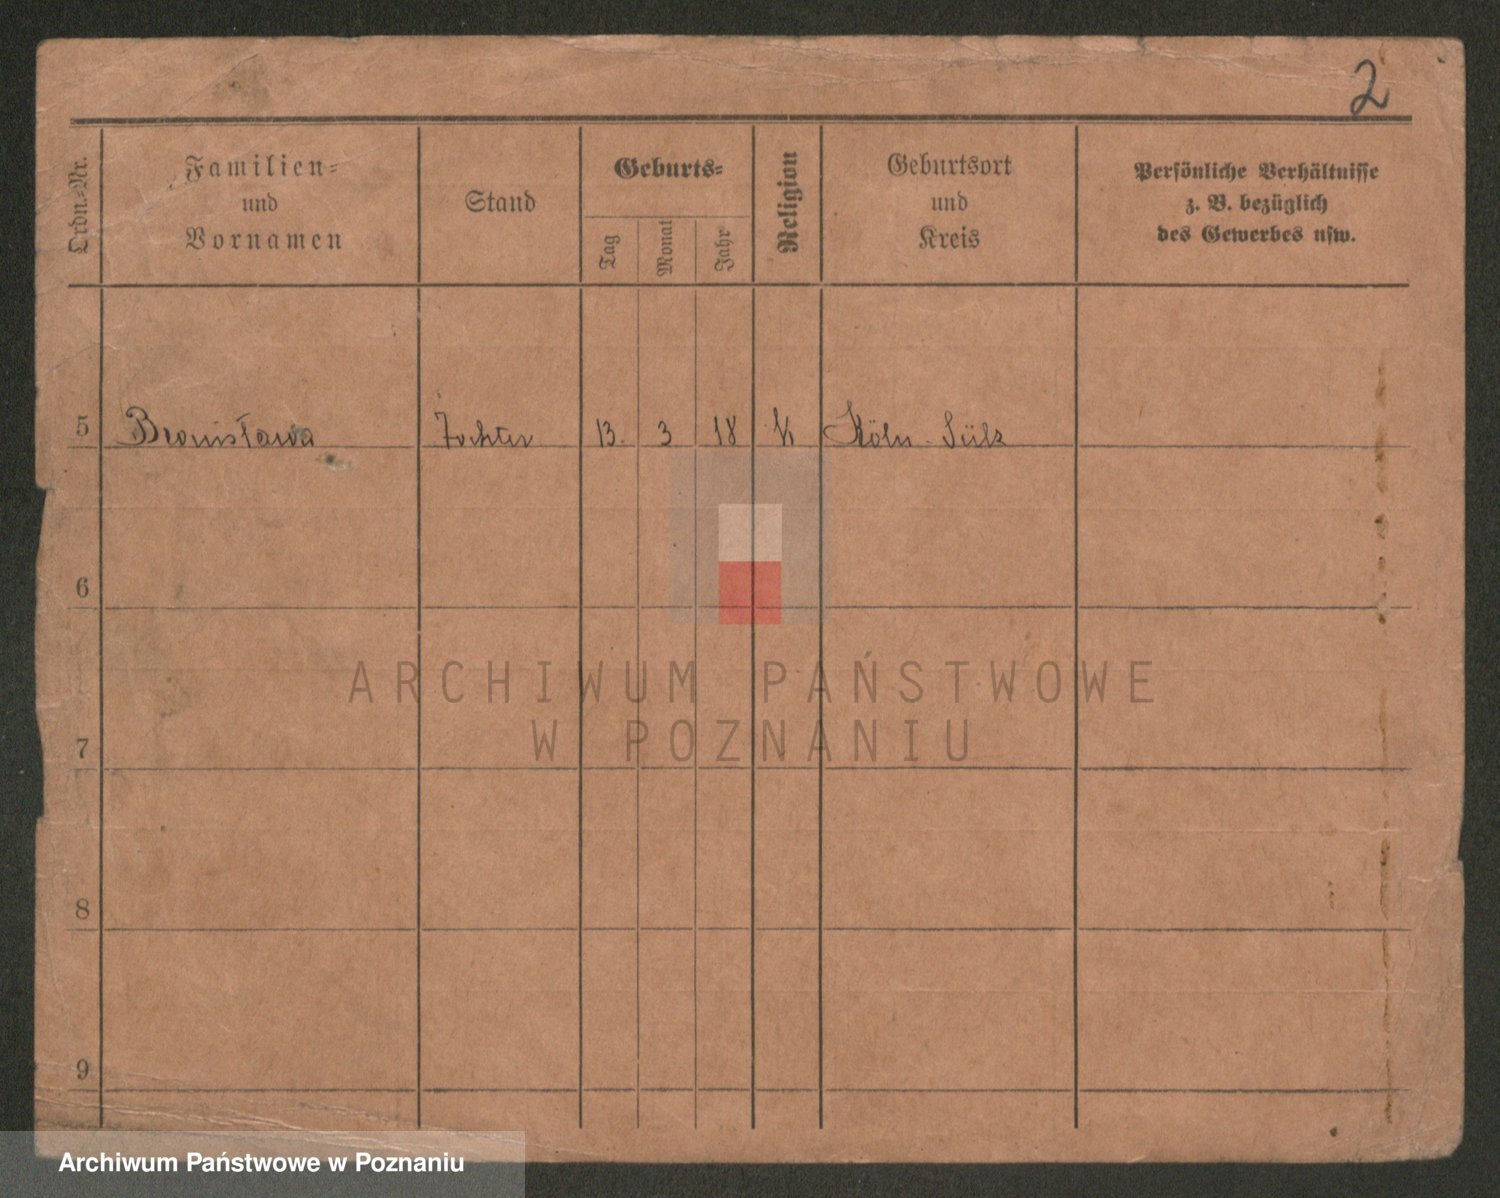 2
Ordn.-Nr.
Familien-
und
Vornamen
Stand
Geburts-
Tag
Monat
Jahr
Religion
Geburtsort
und
Kreis
Persönliche Verhältnisse
z. B. bezüglich
des Gewerbes usw.
5 Bronisława Tochter 13. 3 18 Köln - Sülz
6
7
8
9
ARCHIWUM PAŃSTWOWE
W POZNANIU
Archiwum Państwowe w Poznaniu